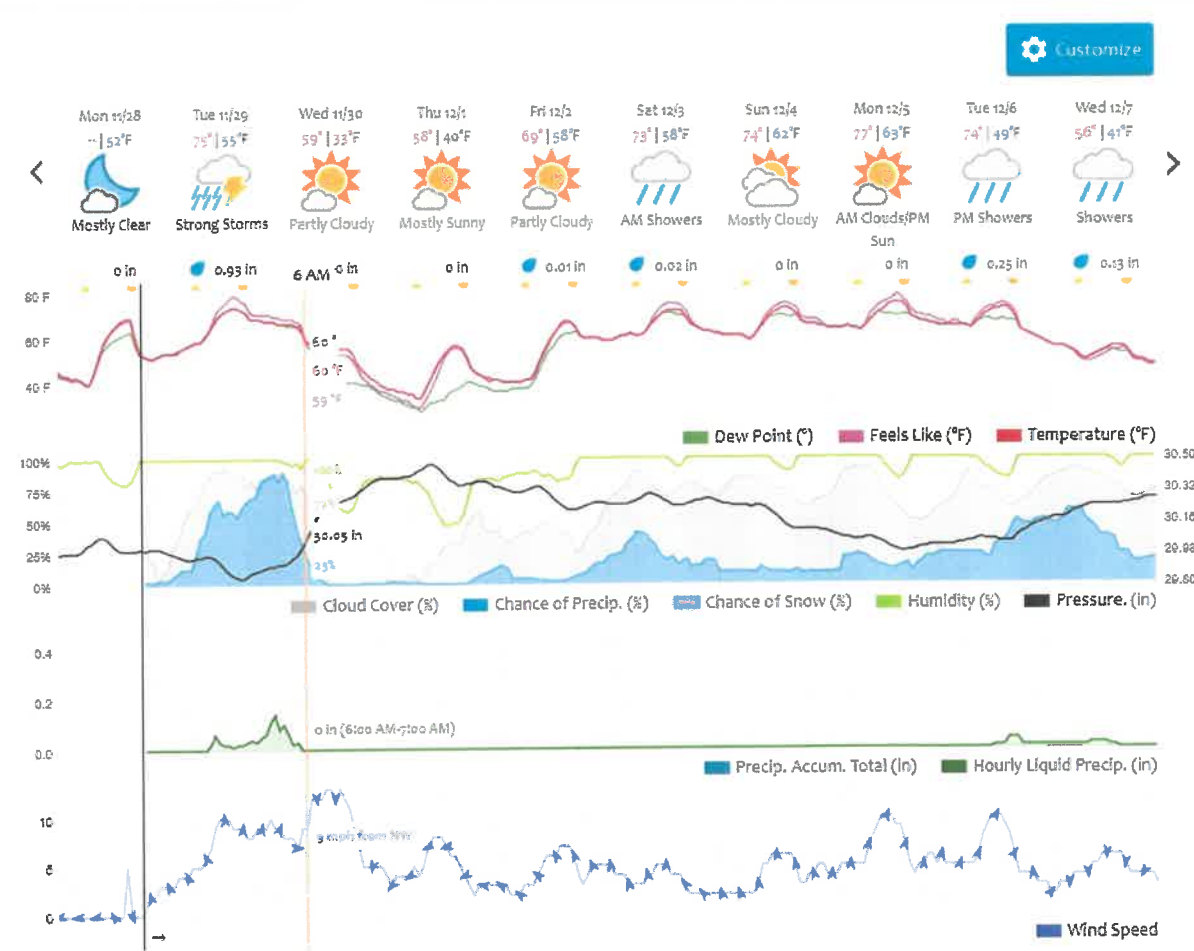 Customize
Mon 11/28 Tue 11/29 Wed 11/30 Thu 12/1 Fri 12/2 Sat 12/3 Sun 12/4 Mon 12/5 Tue 12/6 Wed 12/7
-- | 52°F 75° | 55°F 59° | 33°F 58° | 40°F 69° | 58°F 73° | 58°F 74° | 62°F 77° | 63°F 74° | 49°F 56° | 41°F
Mostly Clear Strong Storms Partly Cloudy Mostly Sunny Partly Cloudy AM Showers Mostly Cloudy AM Clouds/PM Sun PM Showers Showers
0 in 0.93 in 6 AM 0 in 0 in 0.01 in 0.02 in 0 in 0 in 0.25 in 0.13 in
80 F
60 F
60°
60 °F
40 F
59 °F
Dew Point (°) Feels Like (°F) Temperature (°F)
100% 30.50
75% 30.32
50% 30.16
30.05 in
25% 29.98
23%
0% 29.80
Cloud Cover (%) Chance of Precip. (%) Chance of Snow (%) Humidity (%) Pressure. (in)
0.4
0.2
0 in (6:00 AM-7:00 AM)
0.0
Precip. Accum. Total (in) Hourly Liquid Precip. (in)
10
9 mph from NW
5
0
Wind Speed